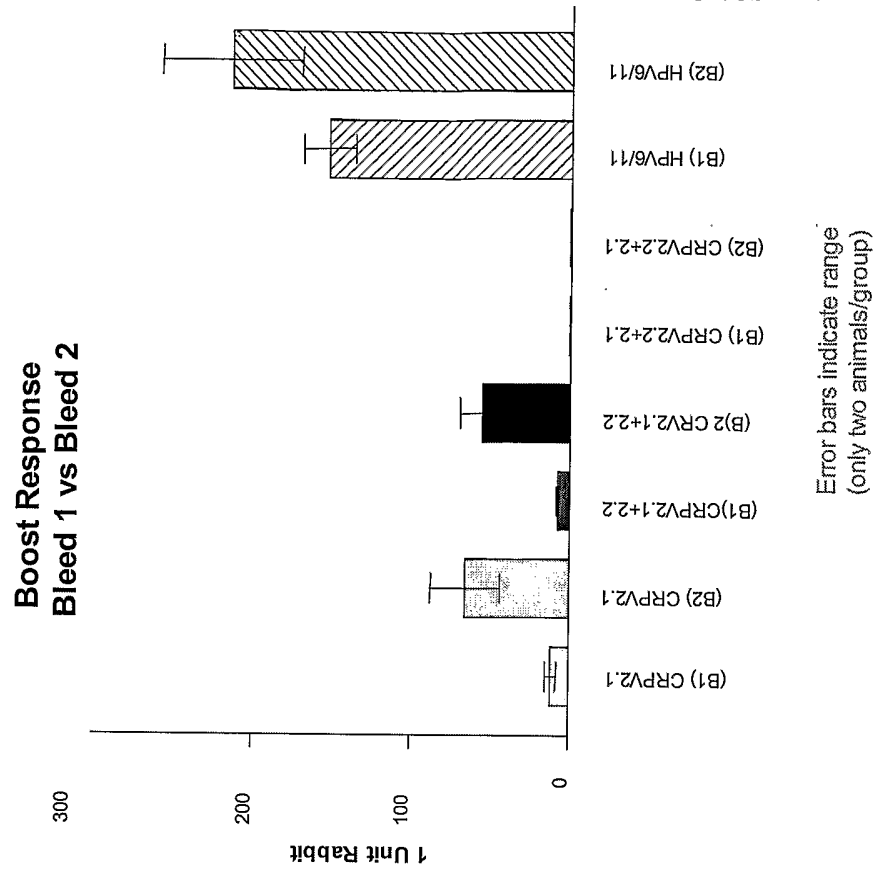 Boost Response
Bleed 1 vs Bleed 2
300
200
100
0
1 Unit Rabbit
(B1) CRPV2.1
(B2) CRPV2.1
(B1)CRPV2.1+2.2
(B)2 CRV2.1+2.2
(B1) CRPV2.2+2.1
(B2) CRPV2.2+2.1
(B1) HPV6/11
(B2) HPV6/11
Error bars indicate range
(only two animals/group)